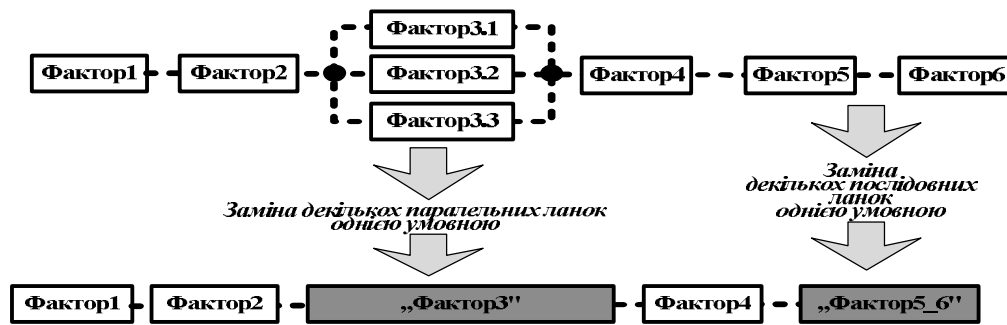 Фактор3.1
Фактор1 Фактор2 Фактор3.2 Фактор4 Фактор5 Фактор6
Фактор3.3
Заміна декількох паралельних ланок
однією умовною
Заміна
декількох послідовних
ланок
однією умовною
Фактор1 Фактор2 „Фактор3" Фактор4 „Фактор5_6"